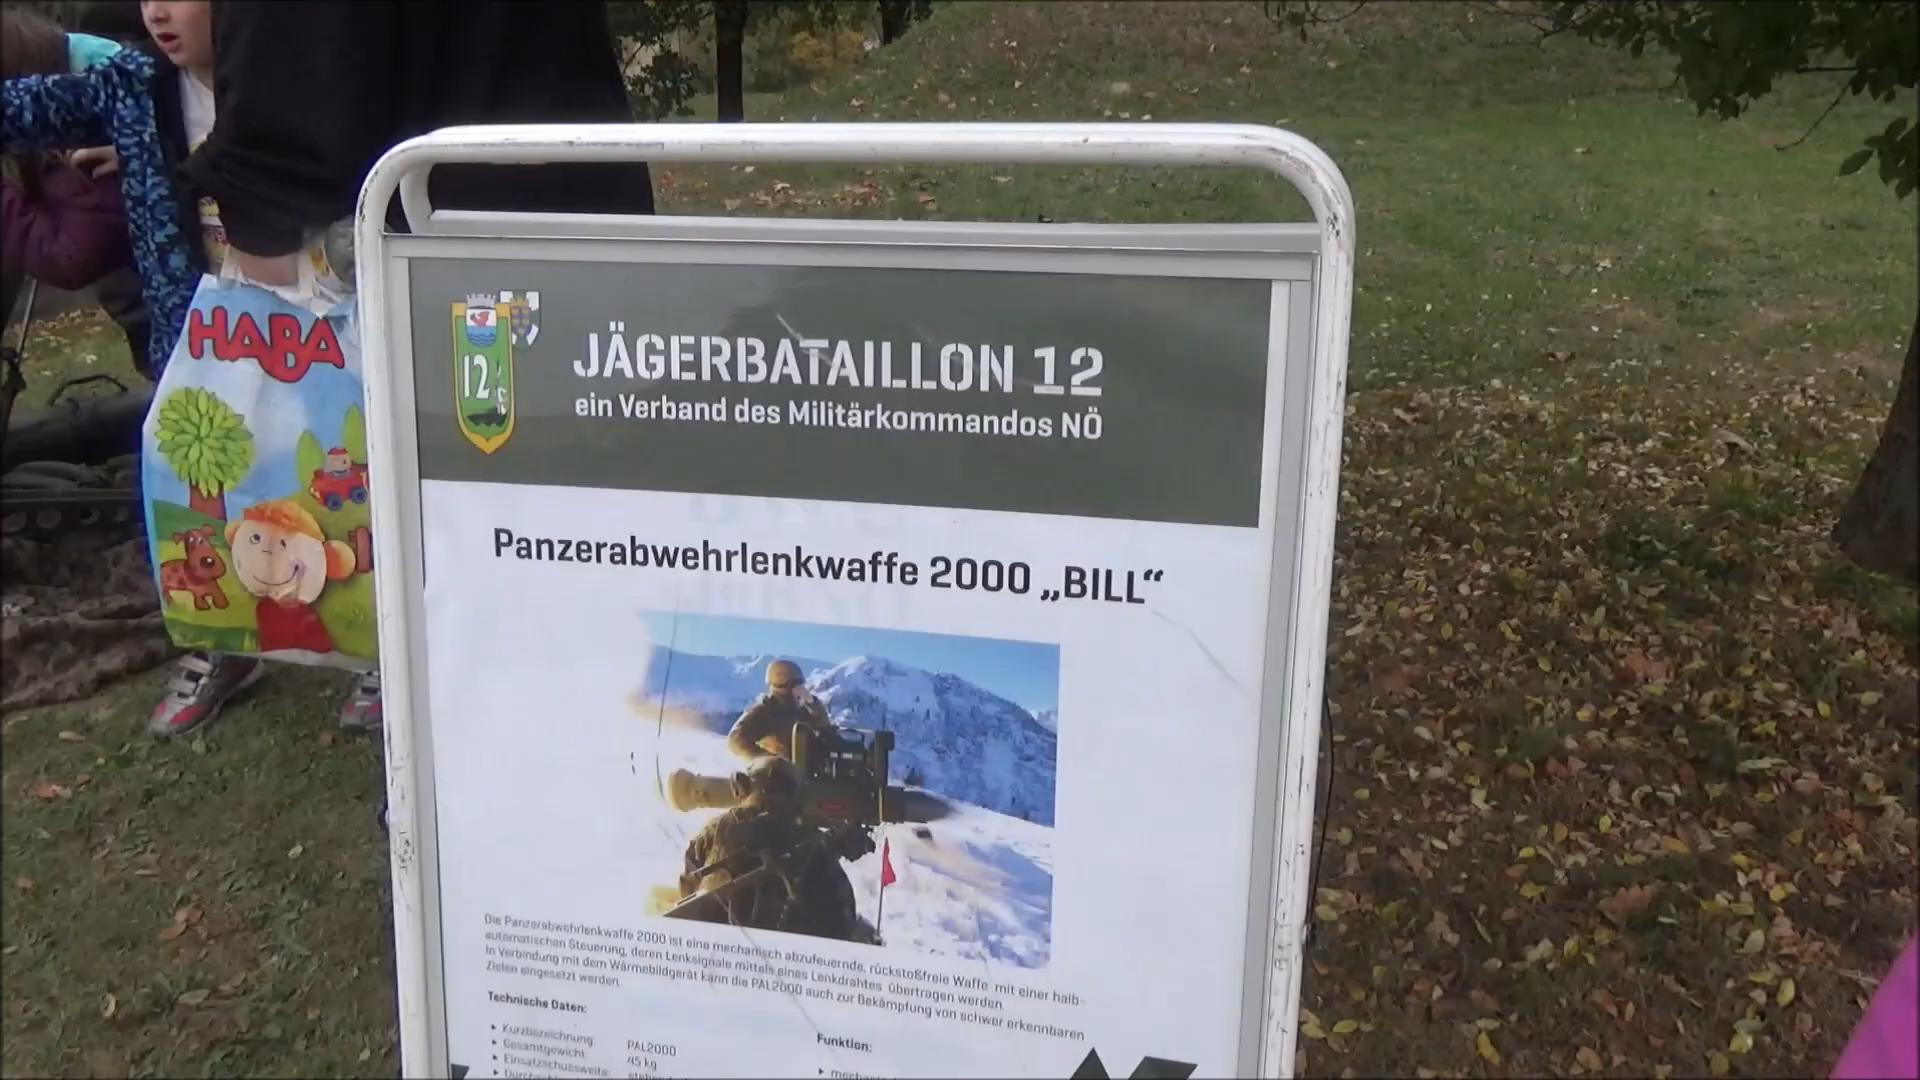 HABA
12
JÄGERBATAILLON 12
ein Verband des Militärkommandos NÖ
Panzerabwehrlenkwaffe 2000 „BILL“
Die Panzerabwehrlenkwaffe 2000 ist eine mechanisch abzufeuernde, rückstoßfreie Waffe mit einer halb-
automatischen Steuerung, deren Lenksignale mittels eines Lenkdrahtes übertragen werden.
In Verbindung mit dem Wärmebildgerät kann die PAL2000 auch zur Bekämpfung von schwer erkennbaren
Zielen eingesetzt werden.
Technische Daten:
▸ Kurzbezeichnung: PAL2000
▸ Gesamtgewicht: 45 kg
▸ Einsatzschussweite:
Funktion: